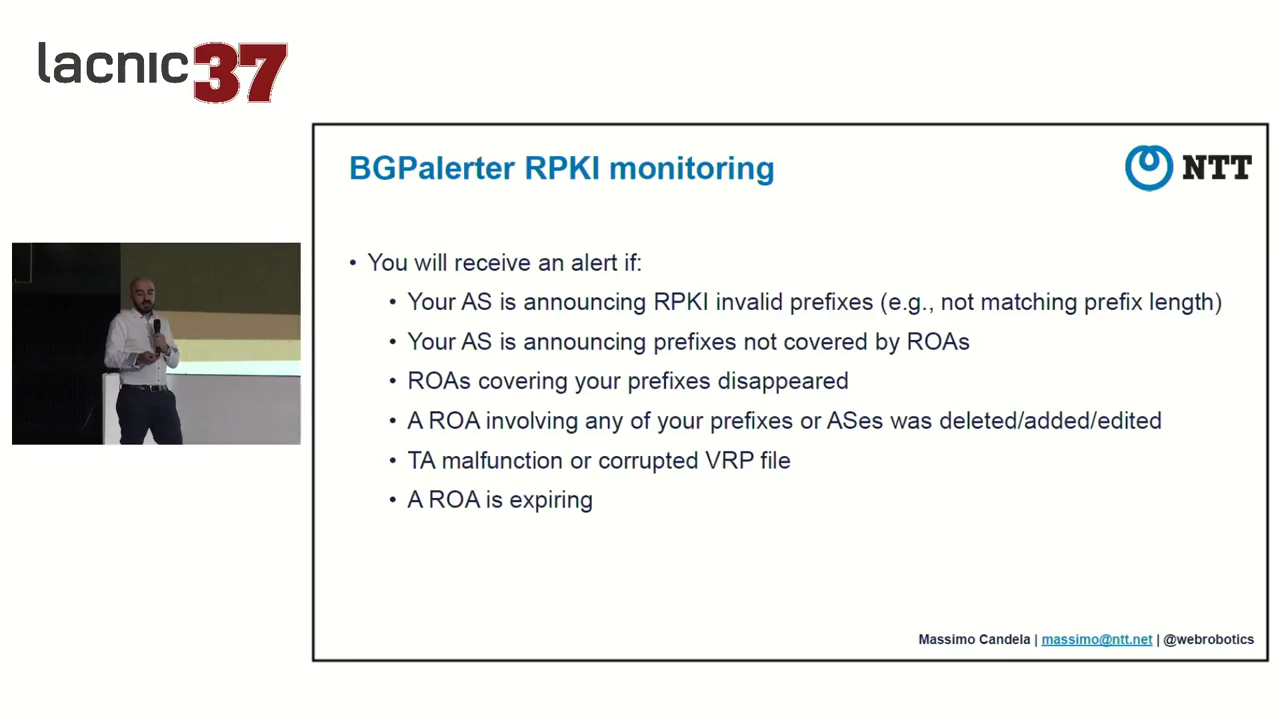 lacnic 37
BGPalerter RPKI monitoring
NTT
• You will receive an alert if:
• Your AS is announcing RPKI invalid prefixes (e.g., not matching prefix length)
• Your AS is announcing prefixes not covered by ROAs
• ROAs covering your prefixes disappeared
• A ROA involving any of your prefixes or ASes was deleted/added/edited
• TA malfunction or corrupted VRP file
• A ROA is expiring
Massimo Candela | massimo@ntt.net | @webrobotics